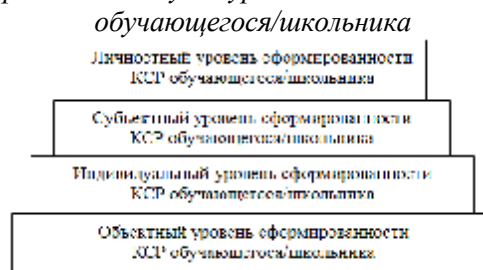 обучающегося/школьника
Личностный уровень сформированности
КСР обучающегося/школьника
Субъектный уровень сформированности
КСР обучающегося/школьника
Индивидуальный уровень сформированности
КСР обучающегося/школьника
Объектный уровень сформированности
КСР обучающегося/школьника